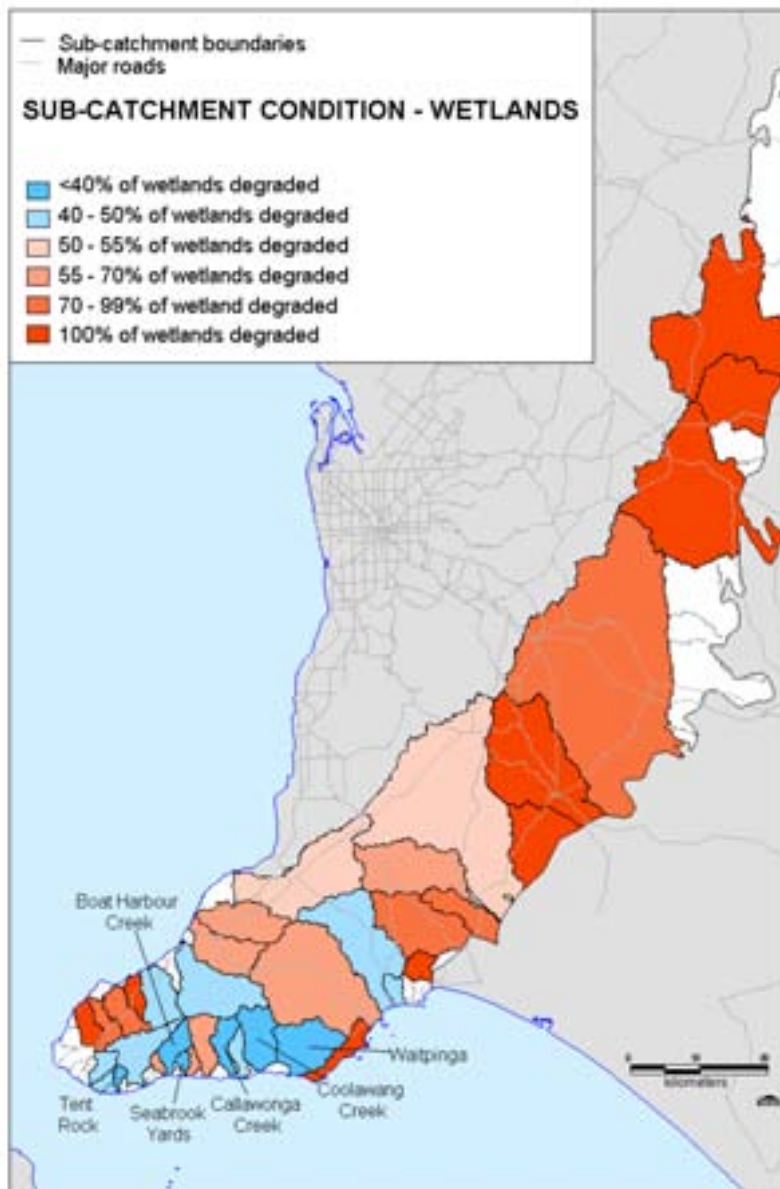 Sub-catchment boundaries
Major roads
SUB-CATCHMENT CONDITION - WETLANDS
<40% of wetlands degraded
40 - 50% of wetlands degraded
50 - 55% of wetlands degraded
55 - 70% of wetlands degraded
70 - 99% of wetland degraded
100% of wetlands degraded
Boat Harbour
Creek
Waitpinga
Coolawang
Creek
Callawonga
Creek
Seabrook
Yards
Tent
Rock
kilometers